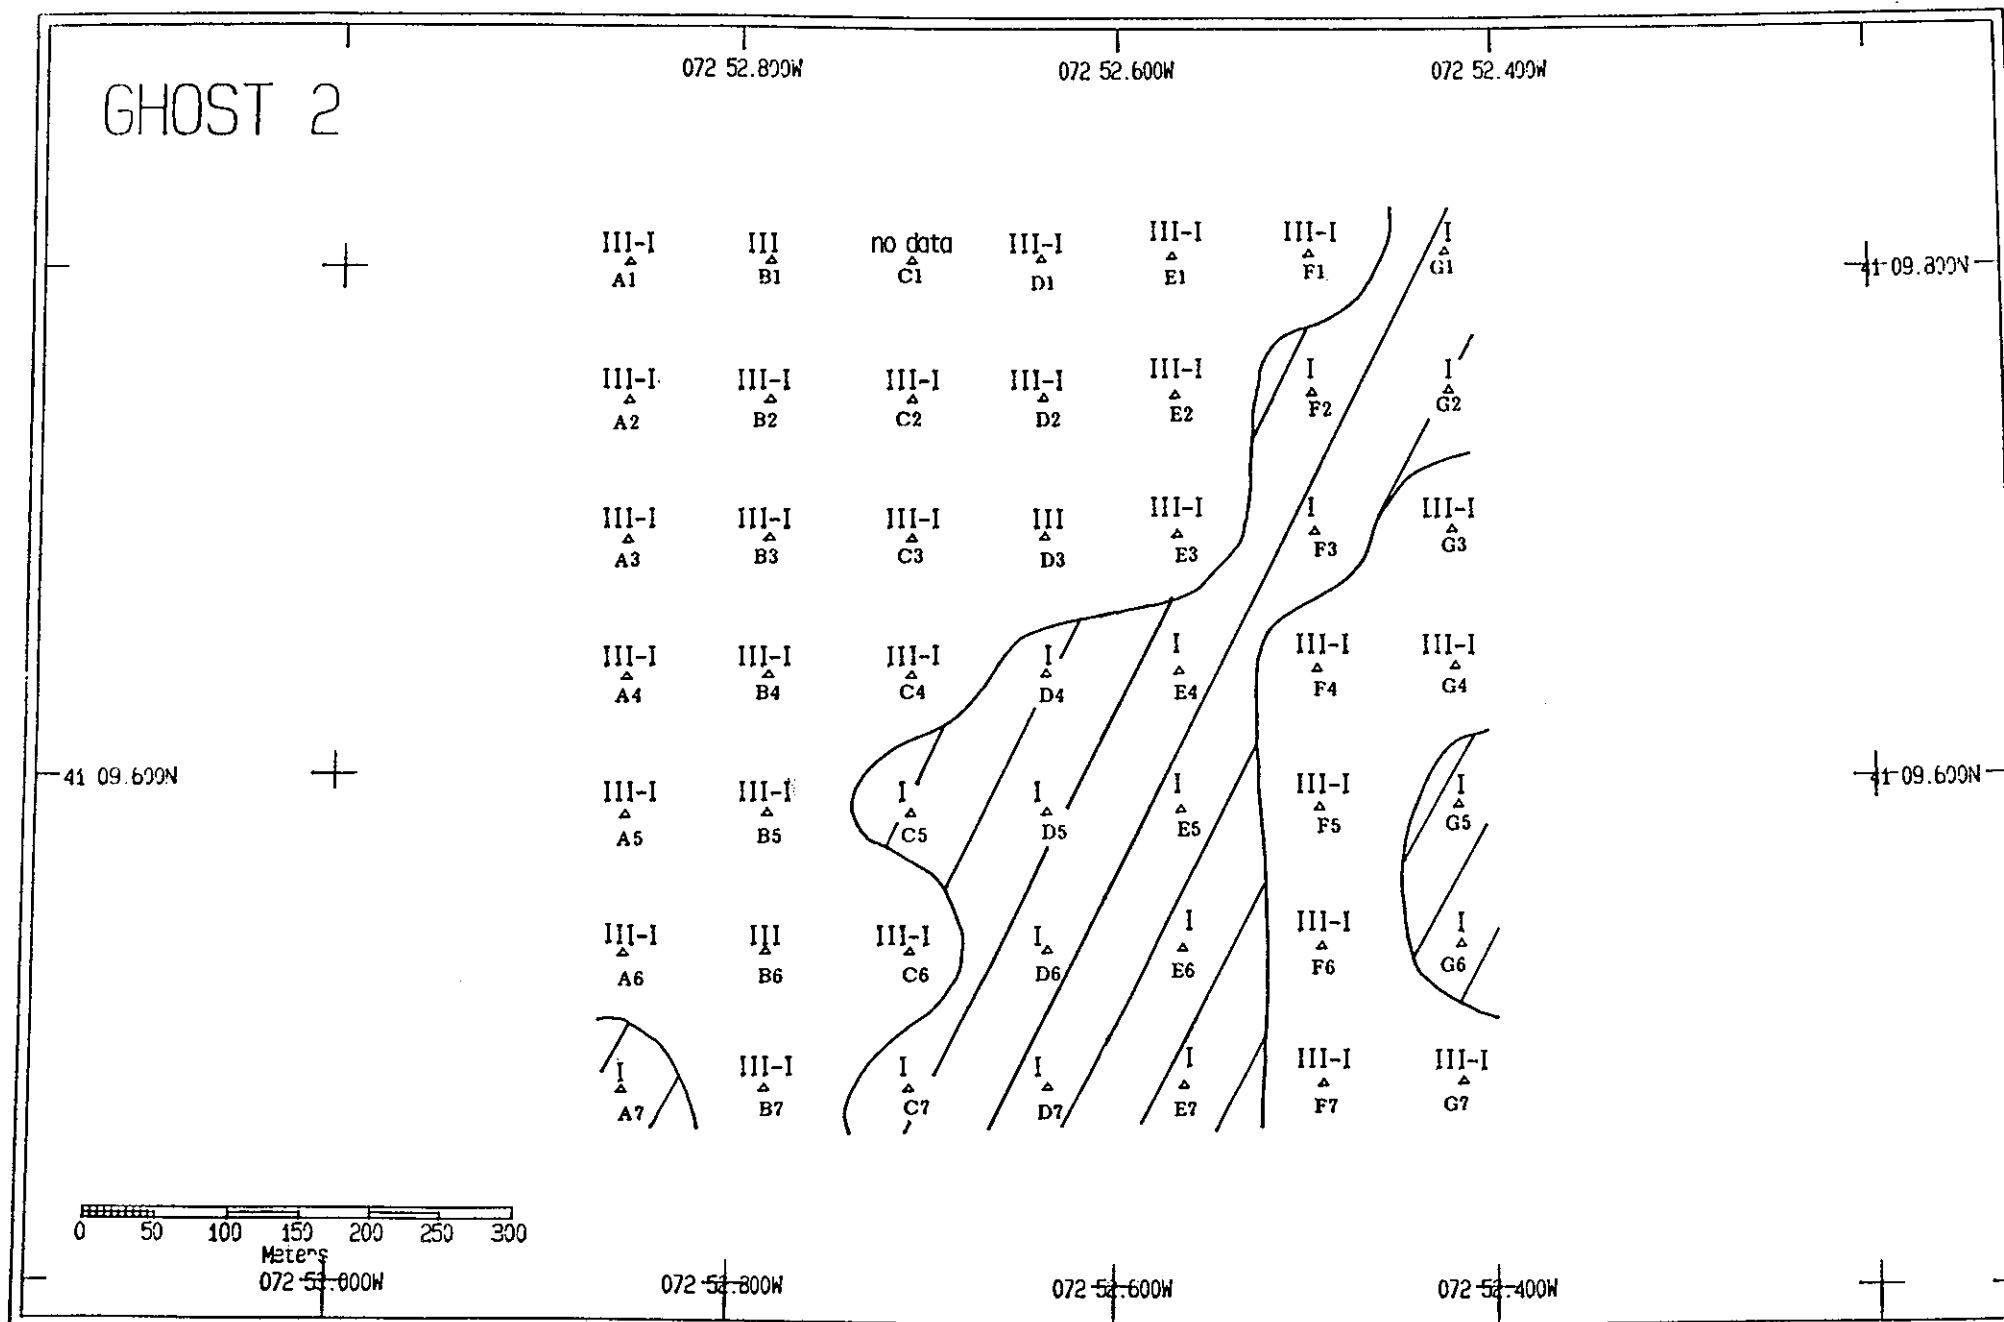 072 52.800W 072 52.600W 072 52.400W
GHOST 2
III-I III no data III-I III-I III-I I
A1 B1 C1 D1 E1 F1 G1
41 09.800N
III-I III-I III-I III-I III-I I I
A2 B2 C2 D2 E2 F2 G2
III-I III-I III-I III III-I I III-I
A3 B3 C3 D3 E3 F3 G3
III-I III-I III-I I I III-I III-I
A4 B4 C4 D4 E4 F4 G4
41 09.600N 41 09.600N
III-I III-I I I I III-I I
A5 B5 C5 D5 E5 F5 G5
III-I III III-I I I III-I I
A6 B6 C6 D6 E6 F6 G6
I III-I I I I III-I III-I
A7 B7 C7 D7 E7 F7 G7
0 50 100 150 200 250 300
Meters
072 53.000W 072 52.800W 072 52.600W 072 52.400W